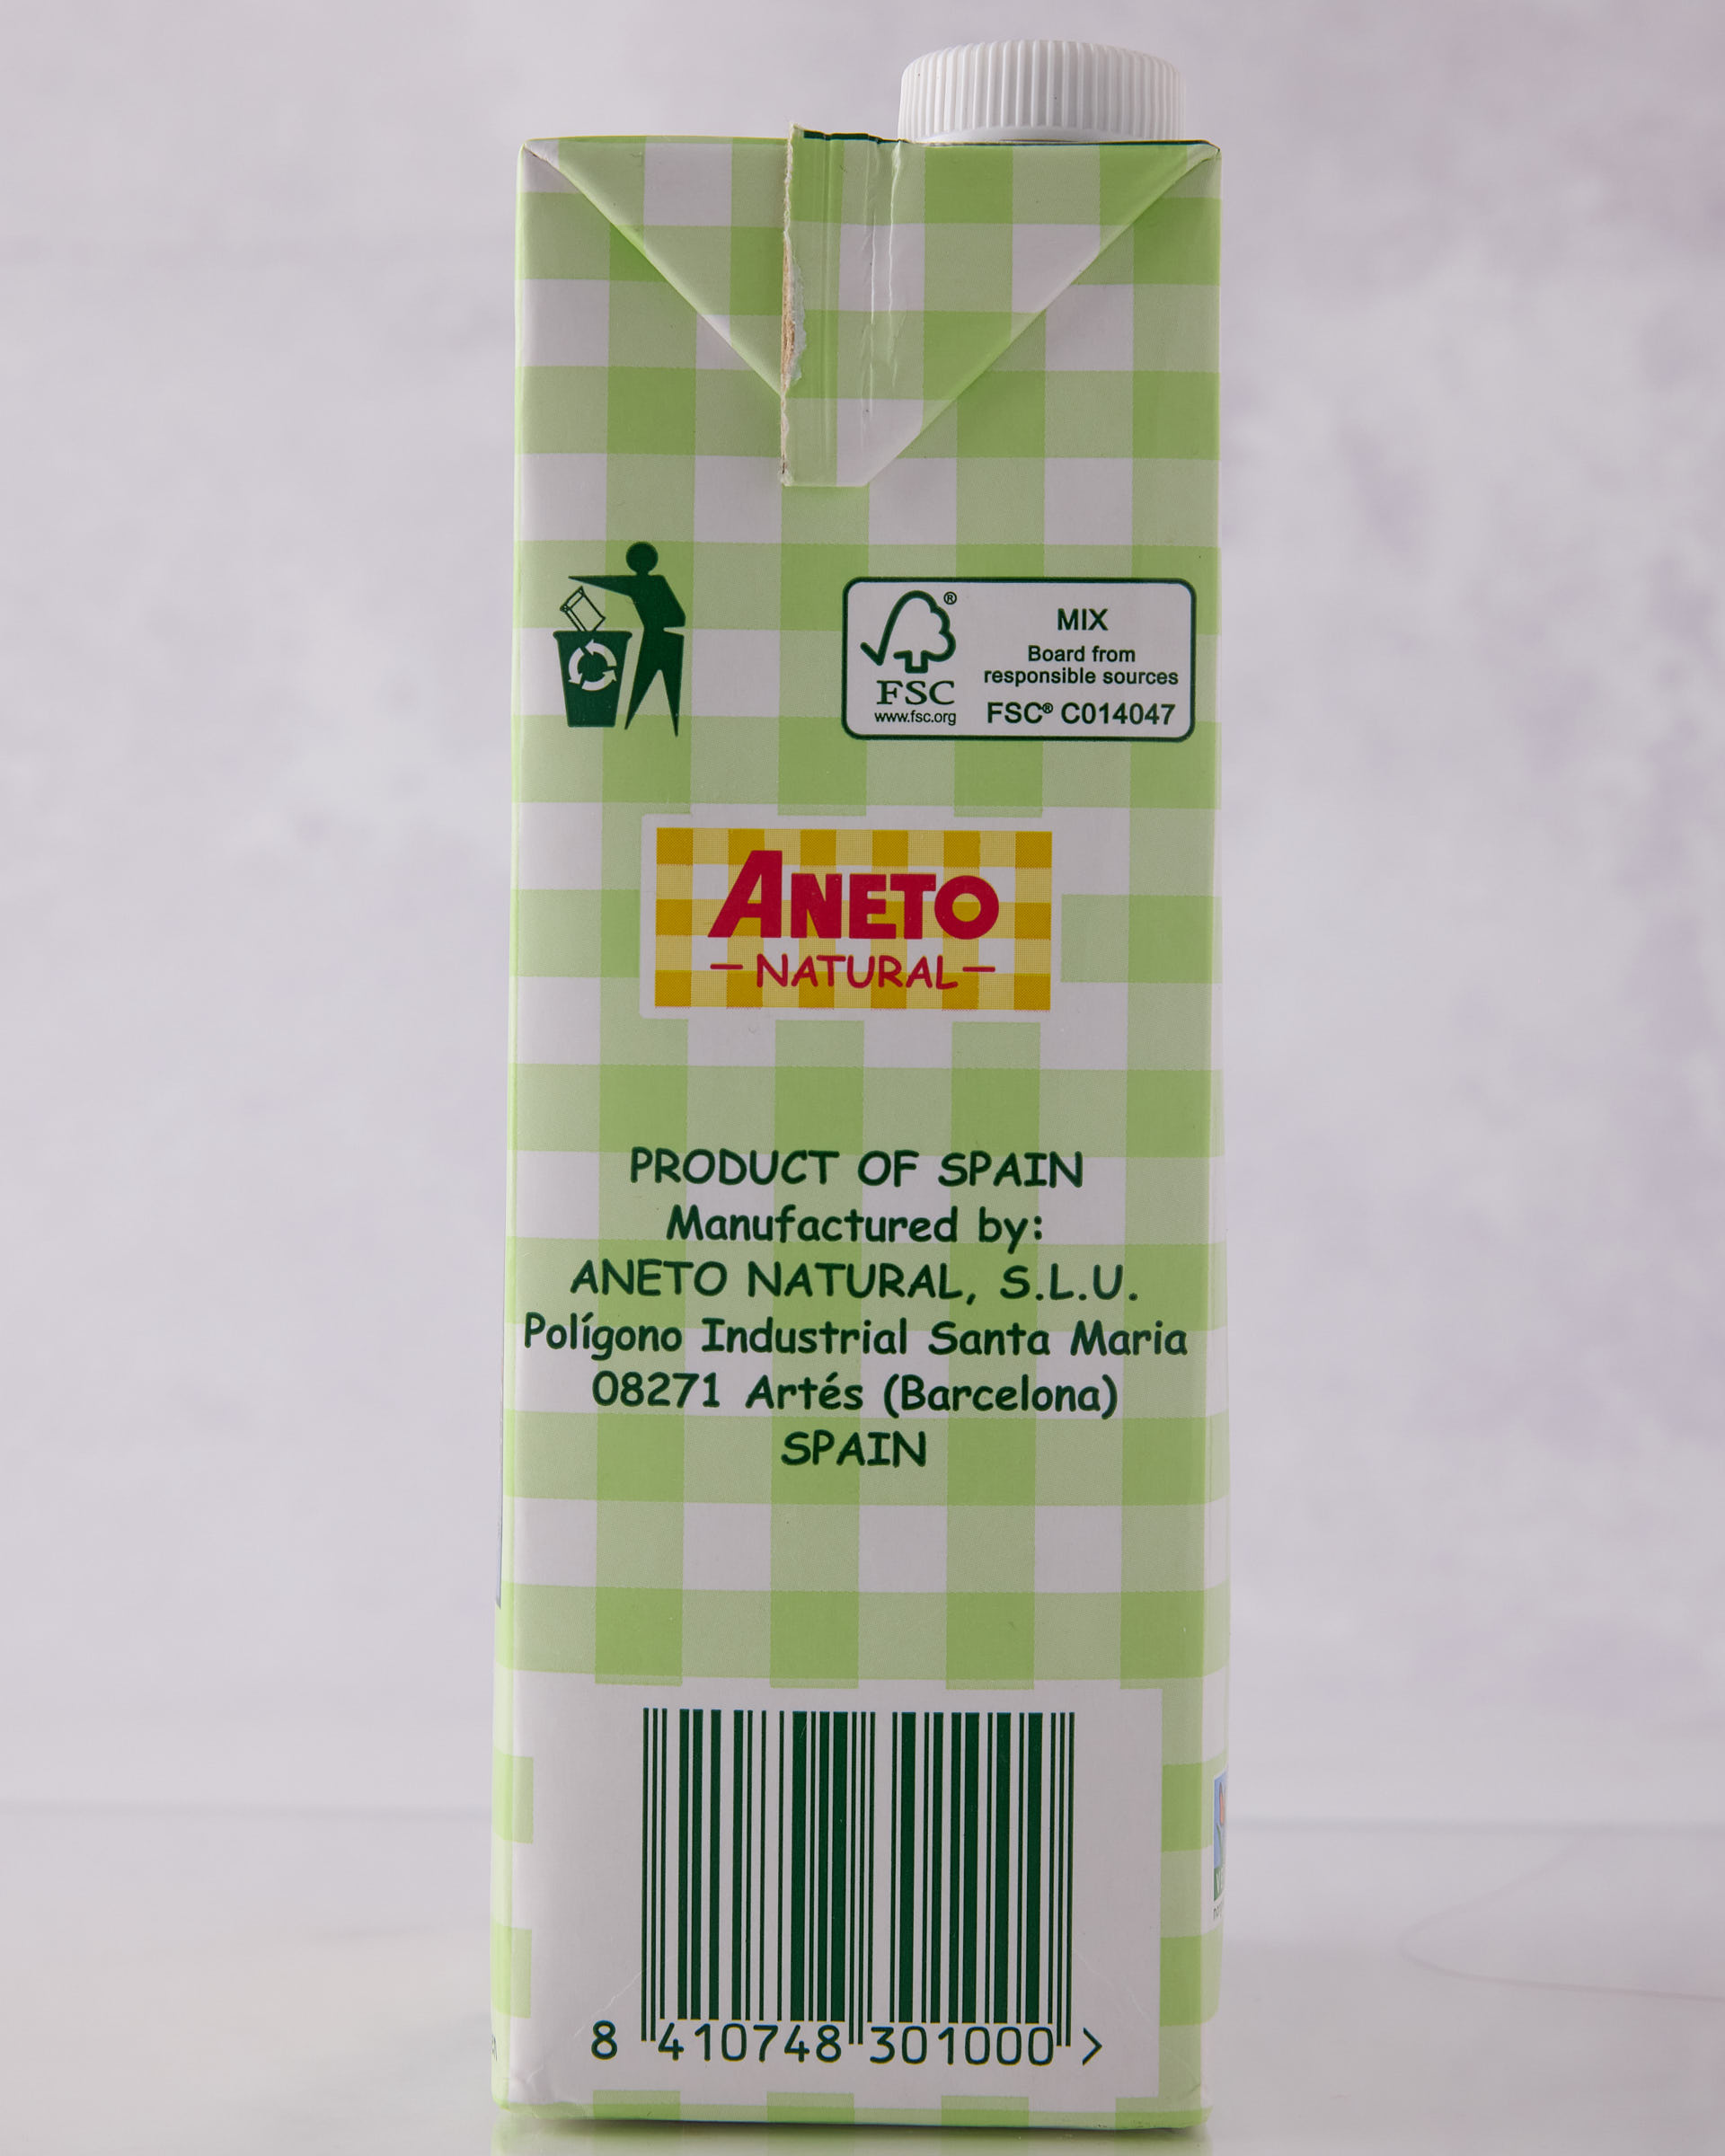 ®
MIX
Board from
responsible sources
FSC
www.fsc.org
FSC® C014047
ANETO
NATURAL
PRODUCT OF SPAIN
Manufactured by:
ANETO NATURAL, S.L.U.
Polígono Industrial Santa Maria
08271 Artés (Barcelona)
SPAIN
8 410748 301000 >